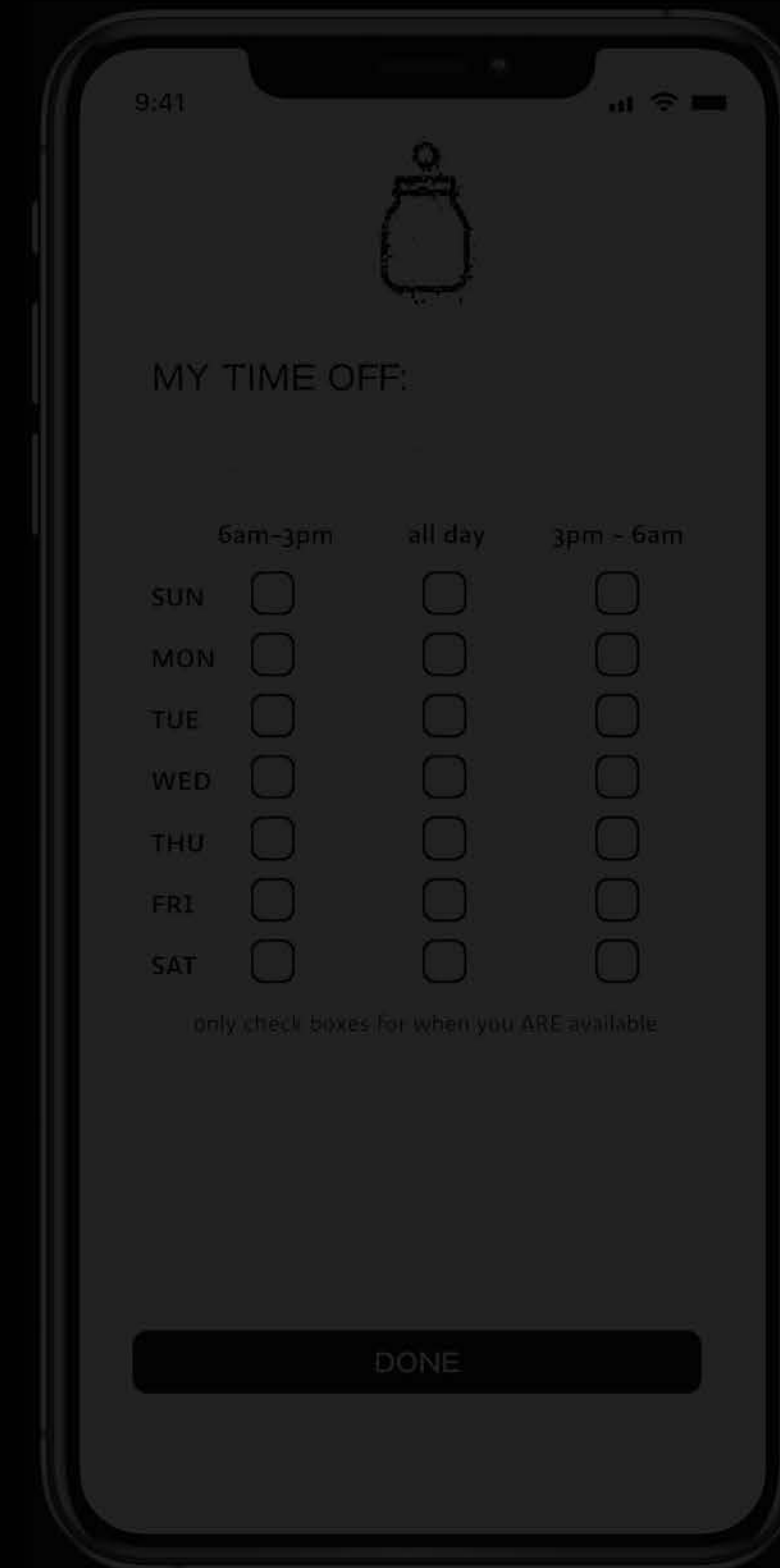 9:41
MY TIME OFF:
6am-3pm all day 3pm - 6am
SUN
MON
TUE
WED
THU
FRI
SAT
only check boxes for when you ARE available
DONE